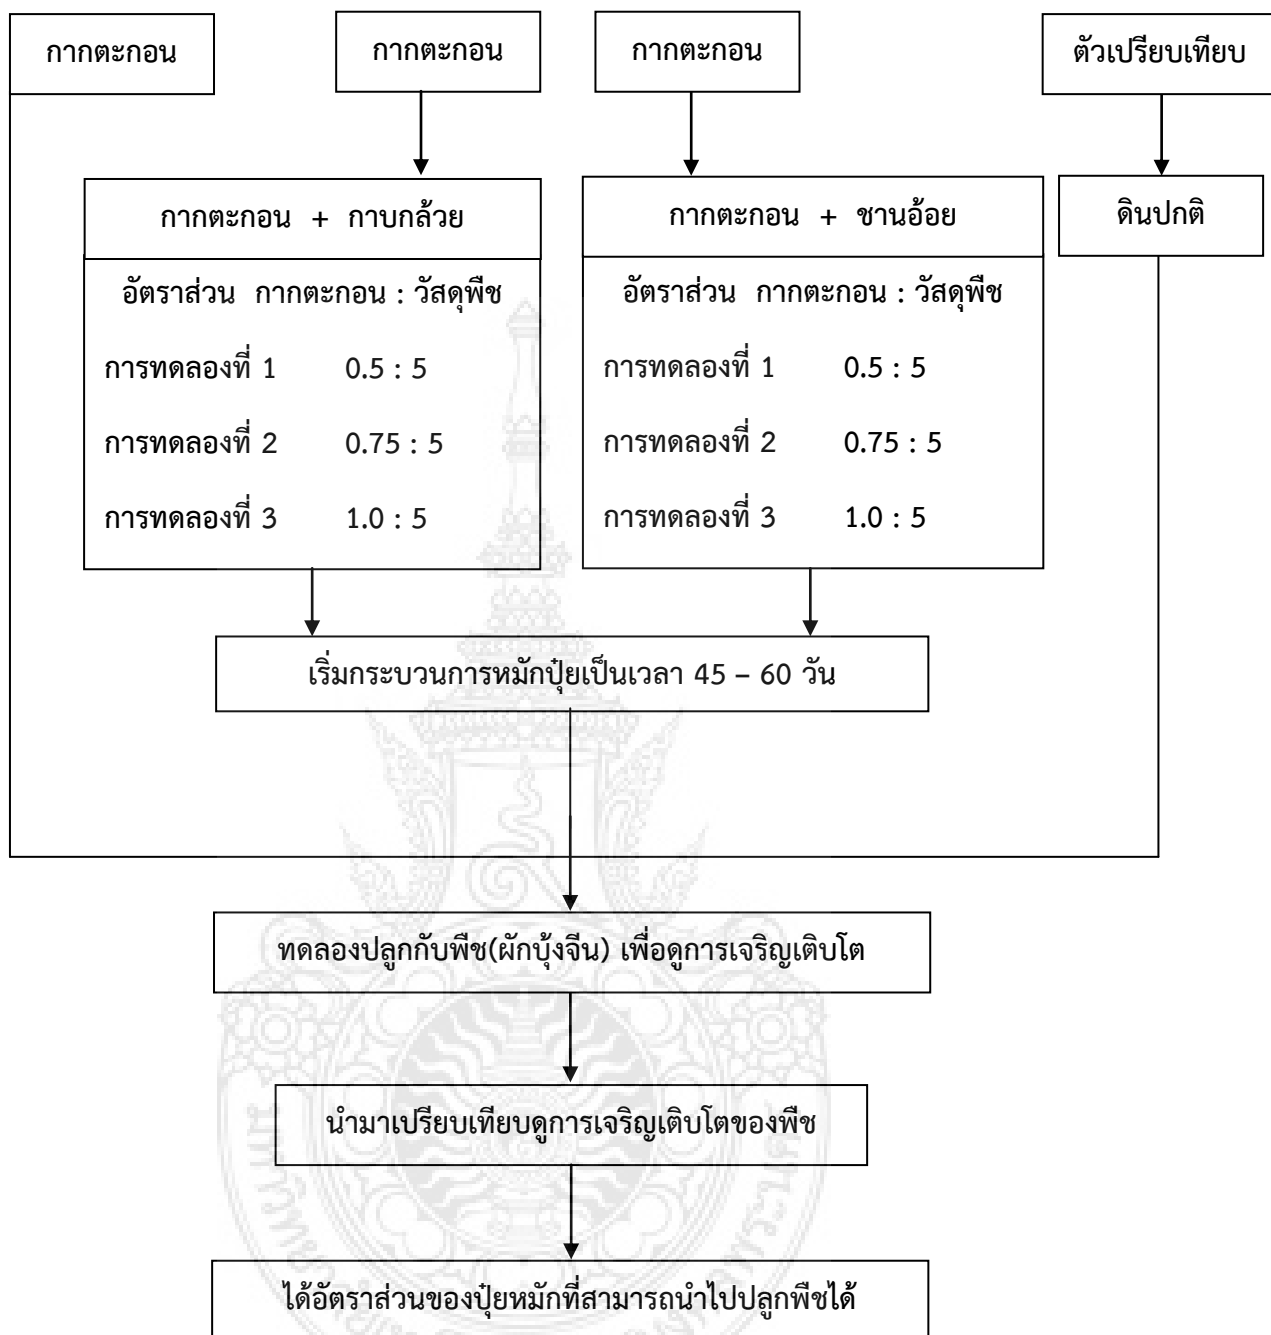 กากตะกอน
กากตะกอน
กากตะกอน
ตัวเปรียบเทียบ
กากตะกอน + กาบกล้วย
อัตราส่วน กากตะกอน : วัสดุพืช
การทดลองที่ 1 0.5 : 5
การทดลองที่ 2 0.75 : 5
การทดลองที่ 3 1.0 : 5
กากตะกอน + ชานอ้อย
อัตราส่วน กากตะกอน : วัสดุพืช
การทดลองที่ 1 0.5 : 5
การทดลองที่ 2 0.75 : 5
การทดลองที่ 3 1.0 : 5
ดินปกติ
เริ่มกระบวนการหมักปุ๋ยเป็นเวลา 45 – 60 วัน
ทดลองปลูกกับพืช(ผักบุ้งจีน) เพื่อดูการเจริญเติบโต
นำมาเปรียบเทียบดูการเจริญเติบโตของพืช
ได้อัตราส่วนของปุ๋ยหมักที่สามารถนำไปปลูกพืชได้